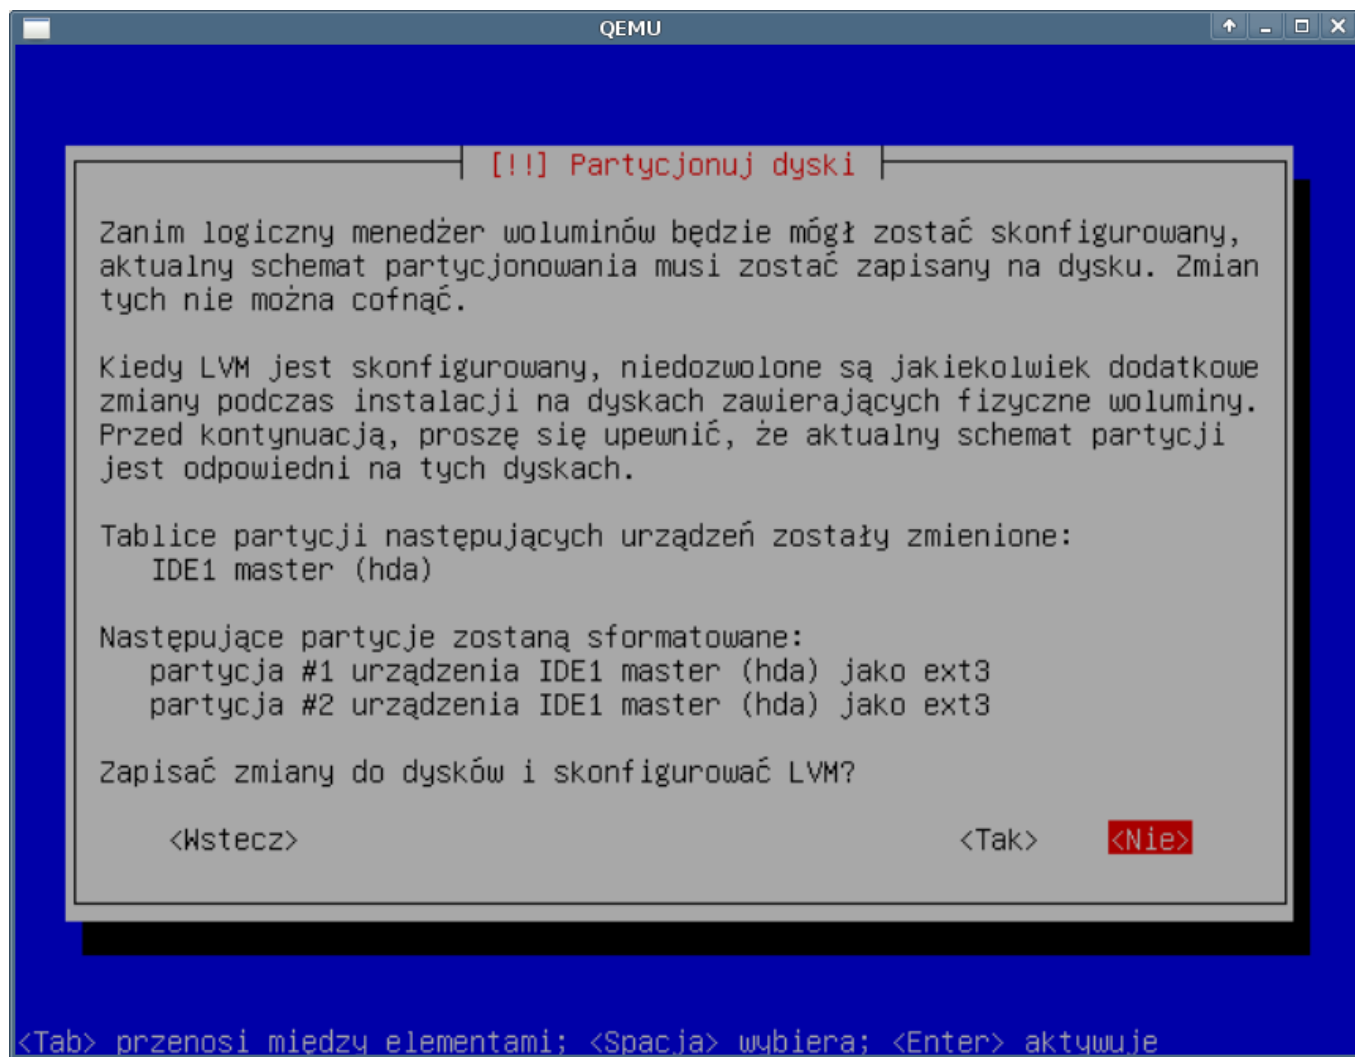 QEMU
[!!] Partycjonuj dyski
Zanim logiczny menedżer woluminów będzie mógł zostać skonfigurowany,
aktualny schemat partycjonowania musi zostać zapisany na dysku. Zmian
tych nie można cofnąć.
Kiedy LVM jest skonfigurowany, niedozwolone są jakiekolwiek dodatkowe
zmiany podczas instalacji na dyskach zawierających fizyczne woluminy.
Przed kontynuacją, proszę się upewnić, że aktualny schemat partycji
jest odpowiedni na tych dyskach.
Tablice partycji następujących urządzeń zostały zmienione:
IDE1 master (hda)
Następujące partycje zostaną sformatowane:
partycja #1 urządzenia IDE1 master (hda) jako ext3
partycja #2 urządzenia IDE1 master (hda) jako ext3
Zapisać zmiany do dysków i skonfigurować LVM?
<Wstecz> <Tak> <Nie>
<Tab> przenosi między elementami; <Spacja> wybiera; <Enter> aktywuje